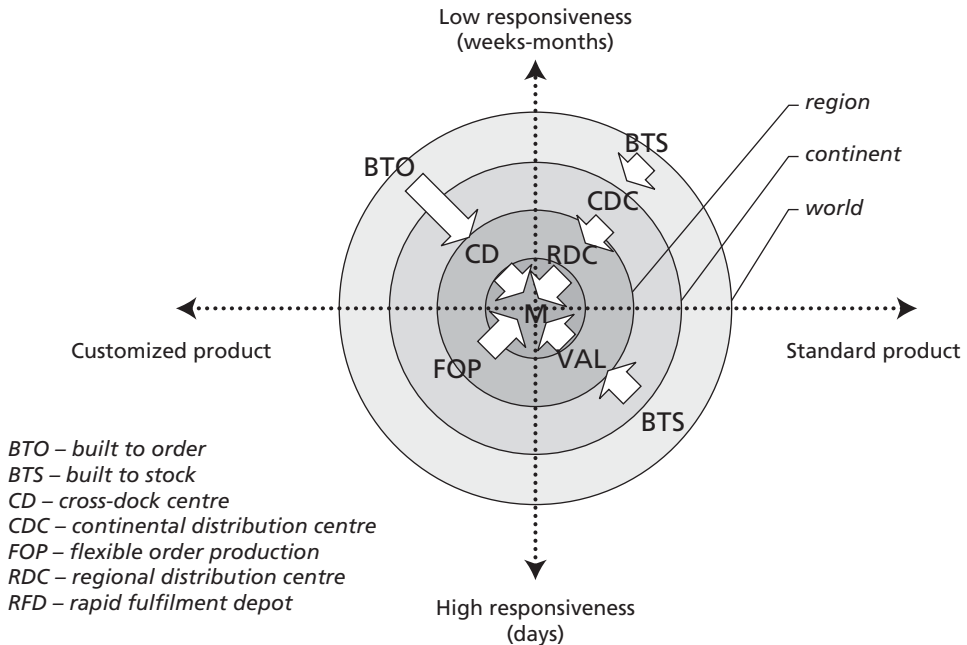 Low responsiveness
(weeks-months)
region
BTS
continent
BTO
CDC
world
CD
RDC
M
Customized product
Standard product
FOP
VAL
BTS
BTO – built to order
BTS – built to stock
CD – cross-dock centre
CDC – continental distribution centre
FOP – flexible order production
RDC – regional distribution centre
RFD – rapid fulfilment depot
High responsiveness
(days)